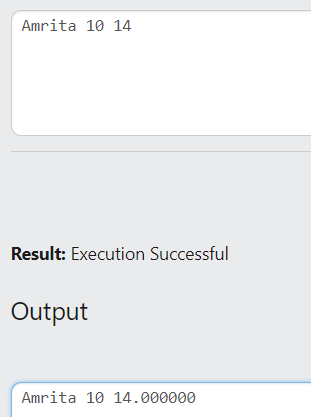 Amrita 10 14
Result: Execution Successful
Output
Amrita 10 14.000000